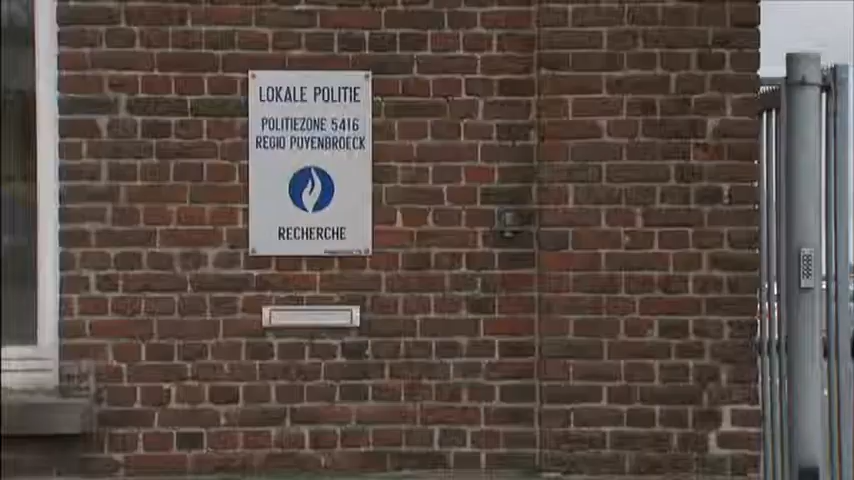 LOKALE POLITIE
POLITIEZONE 5416
REGIO PUYENBROECK
RECHERCHE